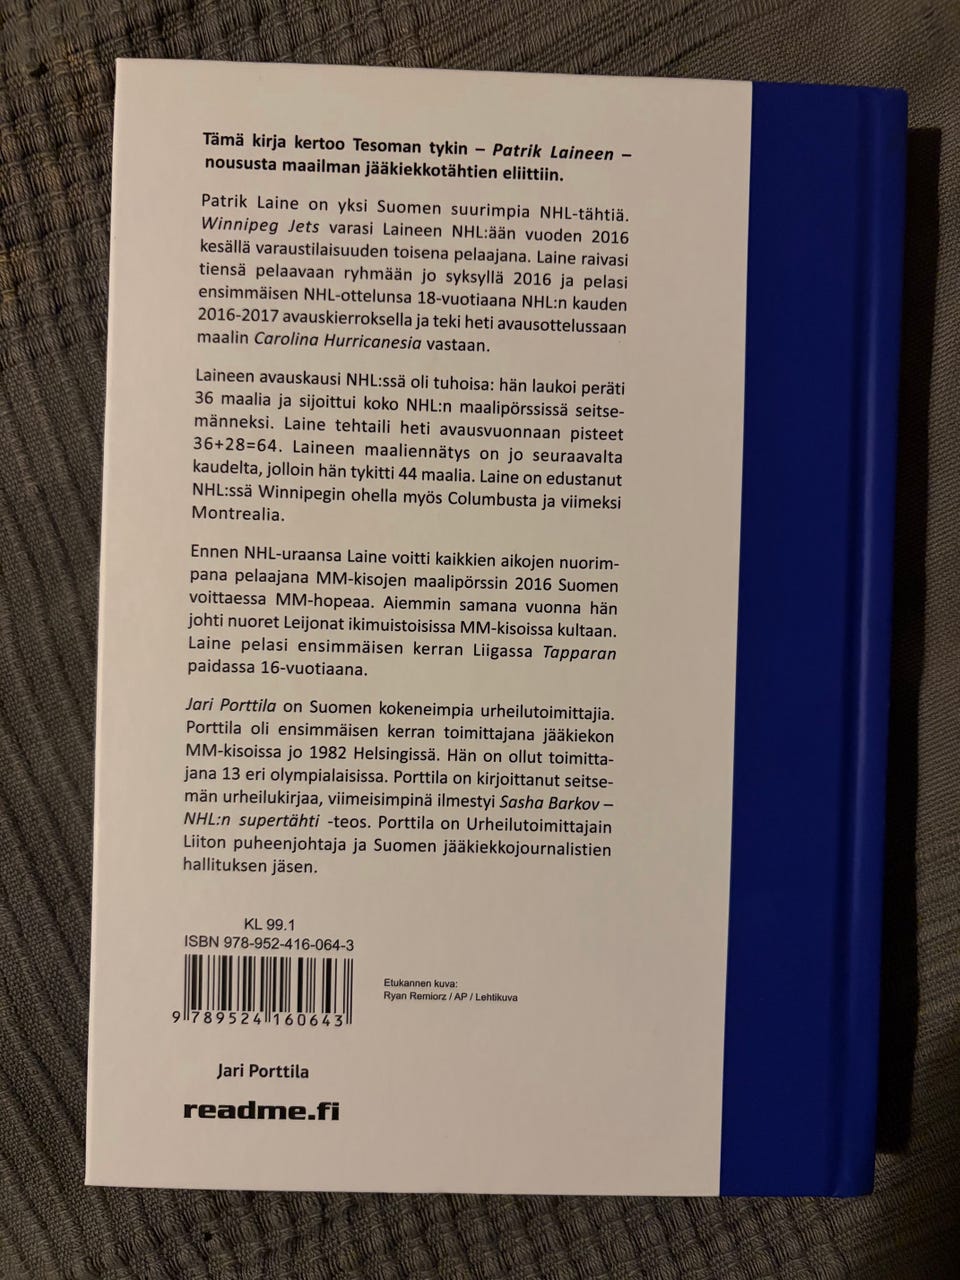 Tämä kirja kertoo Tesoman tykin – Patrik Laineen –
noususta maailman jääkiekkotähtien eliittiin.
Patrik Laine on yksi Suomen suurimpia NHL-tähtiä.
Winnipeg Jets varasi Laineen NHL:ään vuoden 2016
kesällä varaustilaisuuden toisena pelaajana. Laine raivasi
tiensä pelaavaan ryhmään jo syksyllä 2016 ja pelasi
ensimmäisen NHL-ottelunsa 18-vuotiaana NHL:n kauden
2016-2017 avauskierroksella ja teki heti avausottelussaan
maalin Carolina Hurricanesia vastaan.
Laineen avauskausi NHL:ssä oli tuhoisa: hän laukoi peräti
36 maalia ja sijoittui koko NHL:n maalipörssissä seitse-
männeksi. Laine tehtaili heti avausvuonnaan pisteet
36+28=64. Laineen maaliennätys on jo seuraavalta
kaudelta, jolloin hän tykitti 44 maalia. Laine on edustanut
NHL:ssä Winnipegin ohella myös Columbusta ja viimeksi
Montrealia.
Ennen NHL-uraansa Laine voitti kaikkien aikojen nuorim-
pana pelaajana MM-kisojen maalipörssin 2016 Suomen
voittaessa MM-hopeaa. Aiemmin samana vuonna hän
johti nuoret Leijonat ikimuistoisissa MM-kisoissa kultaan.
Laine pelasi ensimmäisen kerran Liigassa Tapparan
paidassa 16-vuotiaana.
Jari Porttila on Suomen kokeneimpia urheilutoimittajia.
Porttila oli ensimmäisen kerran toimittajana jääkiekon
MM-kisoissa jo 1982 Helsingissä. Hän on ollut toimitta-
jana 13 eri olympialaisissa. Porttila on kirjoittanut seitse-
män urheilukirjaa, viimeisimpinä ilmestyi Sasha Barkov –
NHL:n supertähti -teos. Porttila on Urheilutoimittajain
Liiton puheenjohtaja ja Suomen jääkiekkojournalistien
hallituksen jäsen.
KL 99.1
ISBN 978-952-416-064-3
9 789524 160643
Etukannen kuva:
Ryan Remiorz / AP / Lehtikuva
Jari Porttila
readme.fi